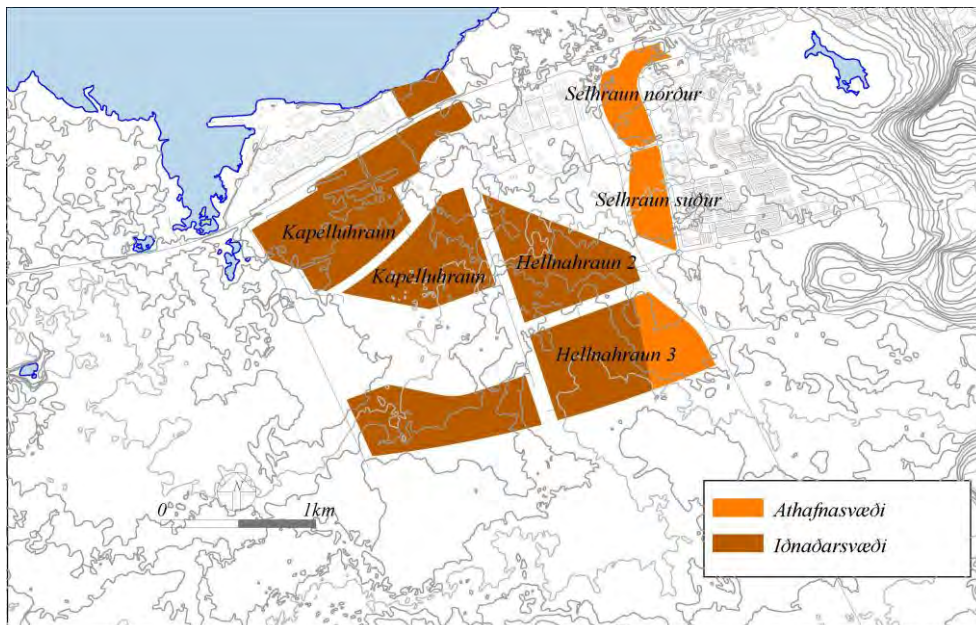 Selhraun norður
Selhraun suður
Kapelluhraun
Kapelluhraun
Hellnahraun 2
Hellnahraun 3
N
0 1km
Athafnasvæði
Iðnaðarsvæði